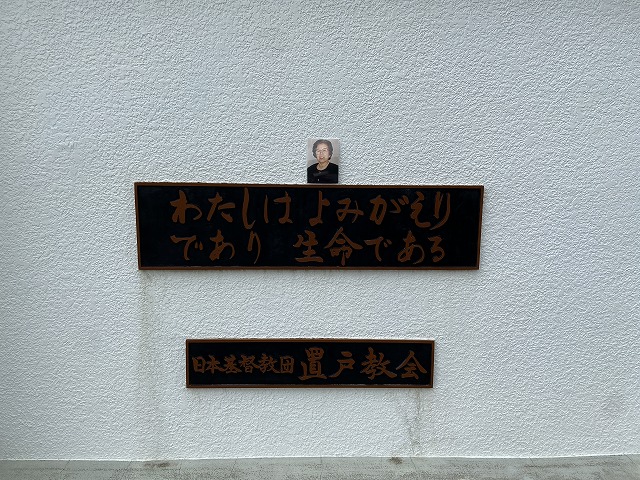 わたしはよみがえり
であり 生命である
日本基督教団 置戸教会